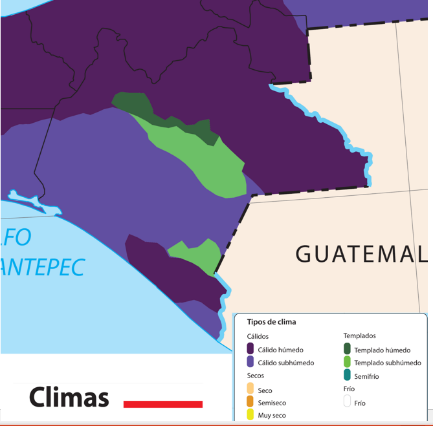 LFO
ANTEPEC
GUATEMAL
Tipos de clima
Cálidos
Cálido húmedo
Cálido subhúmedo
Secos
Seco
Semiseco
Muy seco
Templados
Templado húmedo
Templado subhúmedo
Semifrío
Frío
Frío
Climas